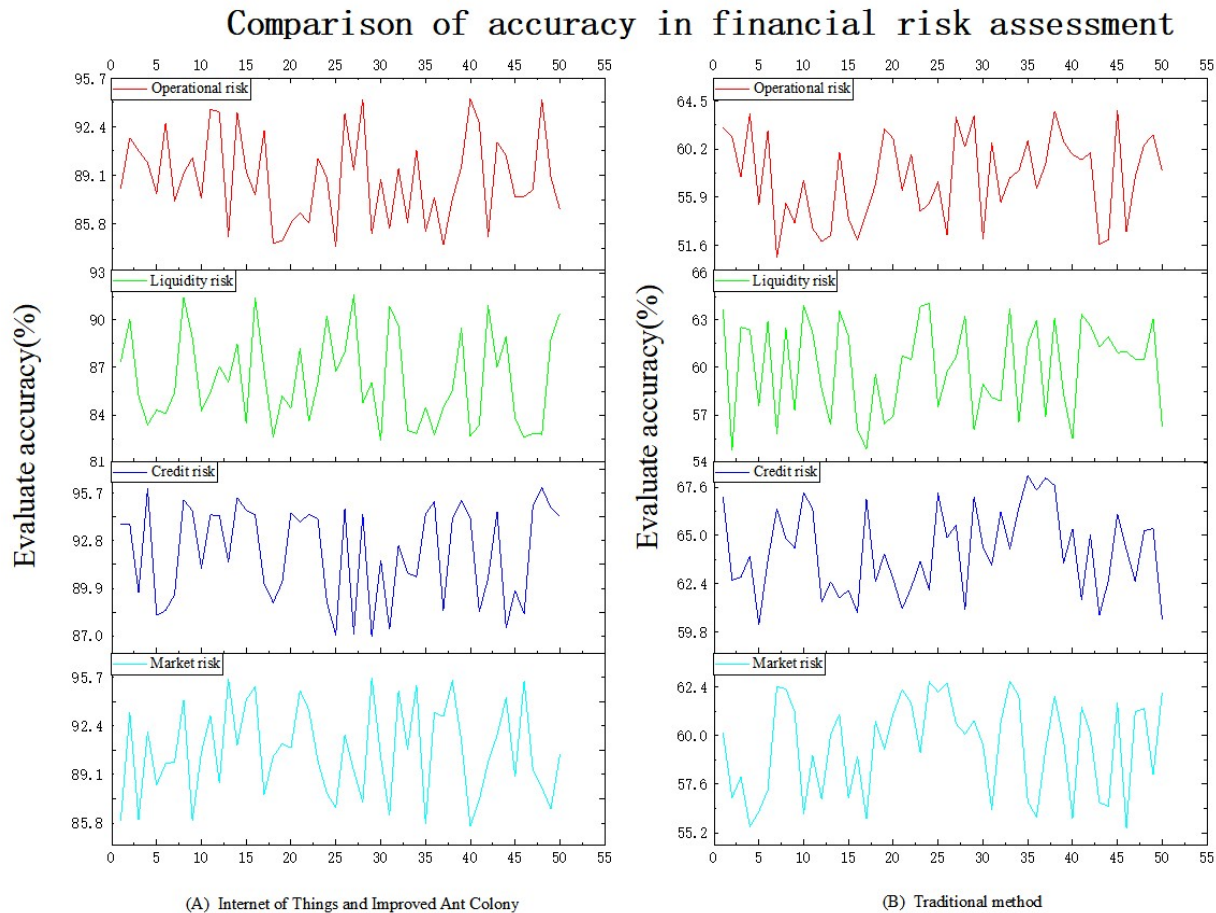 Comparison of accuracy in financial risk assessment
Evaluate accuracy(%)
0 5 10 15 20 25 30 35 40 45 50 55
95.7
92.4
89.1
85.8
Operational risk
93
90
87
84
81
Liquidity risk
95.7
92.8
89.9
87.0
Credit risk
95.7
92.4
89.1
85.8
Market risk
0 5 10 15 20 25 30 35 40 45 50 55
(A) Internet of Things and Improved Ant Colony
Evaluate accuracy(%)
0 5 10 15 20 25 30 35 40 45 50 55
64.5
60.2
55.9
51.6
Operational risk
66
63
60
57
54
Liquidity risk
67.6
65.0
62.4
59.8
Credit risk
62.4
60.0
57.6
55.2
Market risk
0 5 10 15 20 25 30 35 40 45 50 55
(B) Traditional method